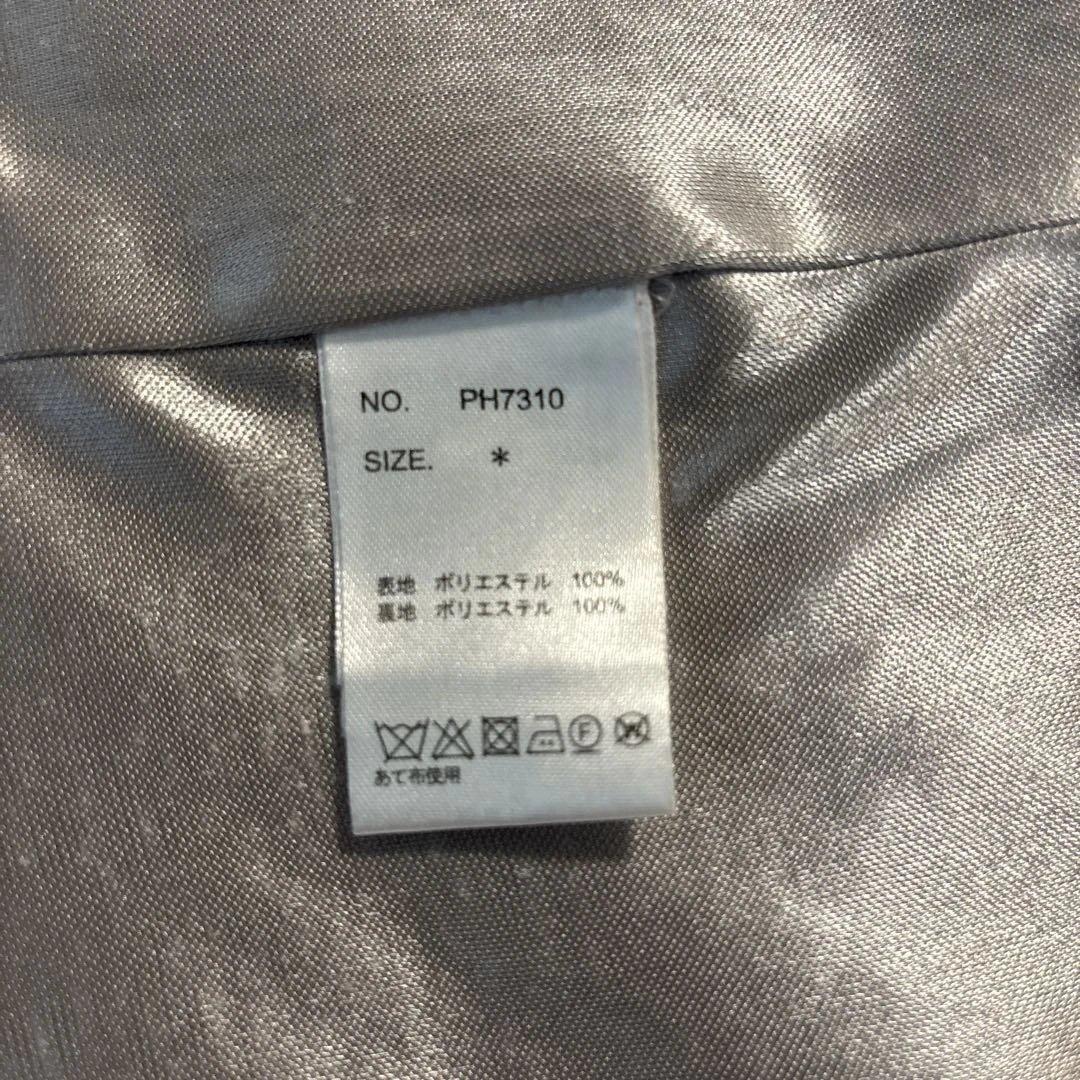 NO. PH7310
SIZE. *
表地 ポリエステル 100%
裏地 ポリエステル 100%
F W
あて布使用